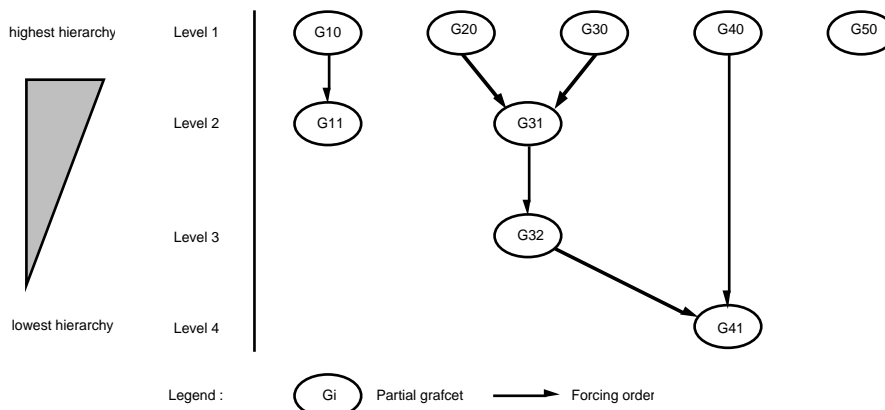 highest hierarchy Level 1 G10 G20 G30 G40 G50
Level 2 G11 G31
Level 3 G32
lowest hierarchy Level 4 G41
Legend : Gi Partial grafcet Forcing order